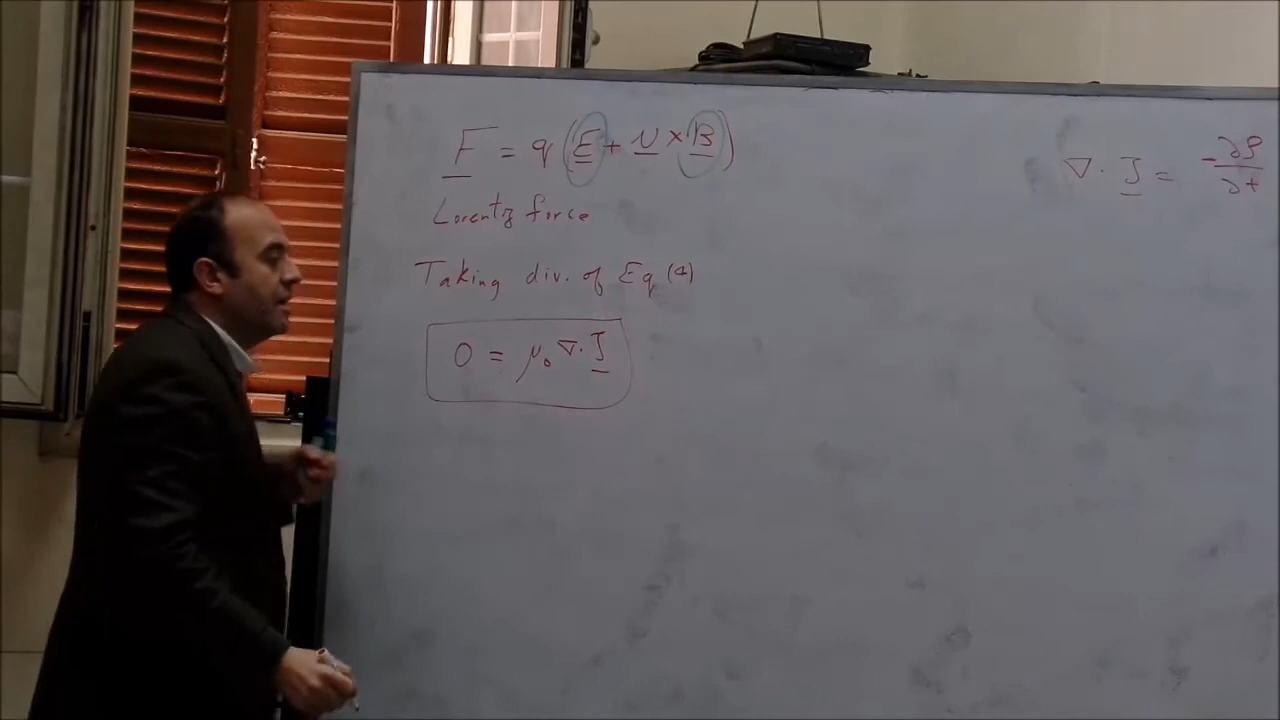 F = q (E + v × B)
Lorentz force
Taking div. of Eq (4)
0 = μ₀ ∇ · J
∇ · J = -∂ρ/∂t